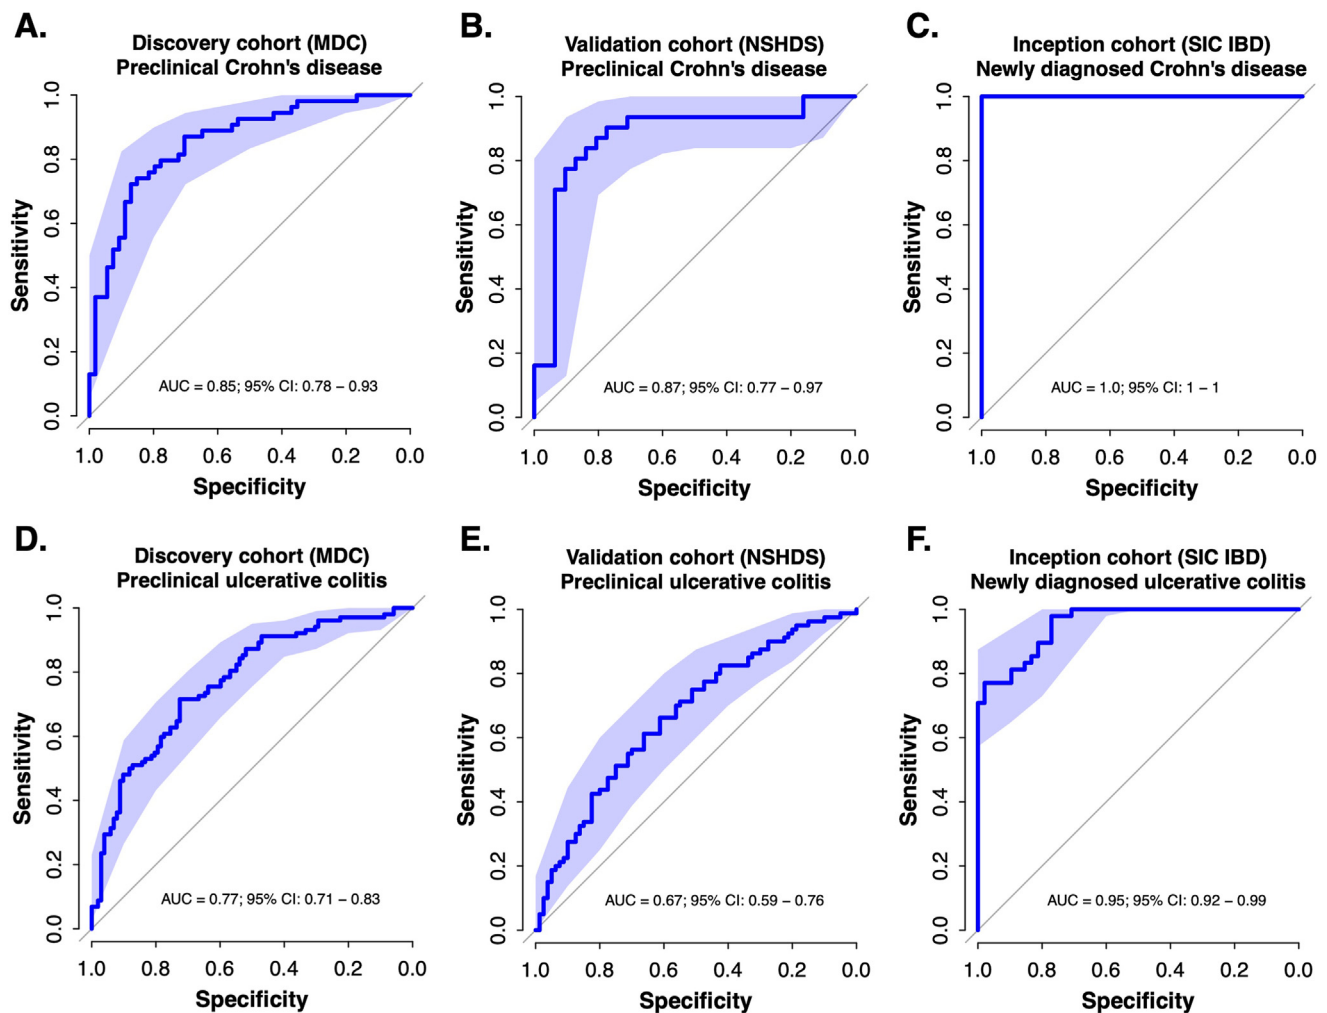 A.
Discovery cohort (MDC)
Preclinical Crohn's disease
1.0
0.8
0.6
0.4
0.2
0.0
Sensitivity
AUC = 0.85; 95% CI: 0.78 – 0.93
1.0 0.8 0.6 0.4 0.2 0.0
Specificity
B.
Validation cohort (NSHDS)
Preclinical Crohn's disease
1.0
0.8
0.6
0.4
0.2
0.0
Sensitivity
AUC = 0.87; 95% CI: 0.77 – 0.97
1.0 0.8 0.6 0.4 0.2 0.0
Specificity
C.
Inception cohort (SIC IBD)
Newly diagnosed Crohn's disease
1.0
0.8
0.6
0.4
0.2
0.0
Sensitivity
AUC = 1.0; 95% CI: 1 – 1
1.0 0.8 0.6 0.4 0.2 0.0
Specificity
D.
Discovery cohort (MDC)
Preclinical ulcerative colitis
1.0
0.8
0.6
0.4
0.2
0.0
Sensitivity
AUC = 0.77; 95% CI: 0.71 – 0.83
1.0 0.8 0.6 0.4 0.2 0.0
Specificity
E.
Validation cohort (NSHDS)
Preclinical ulcerative colitis
1.0
0.8
0.6
0.4
0.2
0.0
Sensitivity
AUC = 0.67; 95% CI: 0.59 – 0.76
1.0 0.8 0.6 0.4 0.2 0.0
Specificity
F.
Inception cohort (SIC IBD)
Newly diagnosed ulcerative colitis
1.0
0.8
0.6
0.4
0.2
0.0
Sensitivity
AUC = 0.95; 95% CI: 0.92 – 0.99
1.0 0.8 0.6 0.4 0.2 0.0
Specificity